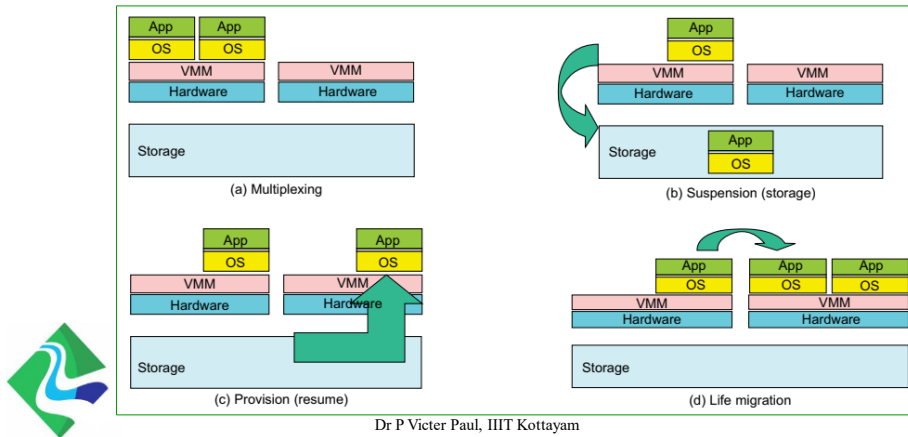 App App
OS OS
VMM VMM
Hardware Hardware
Storage
(a) Multiplexing
App
OS
VMM VMM
Hardware Hardware
App
Storage
OS
(b) Suspension (storage)
App App
OS OS
VMM VMM
Hardware Hardware
Storage
(c) Provision (resume)
App App App
OS OS OS
VMM VMM
Hardware Hardware
Storage
(d) Life migration
Dr P Victer Paul, IIIT Kottayam